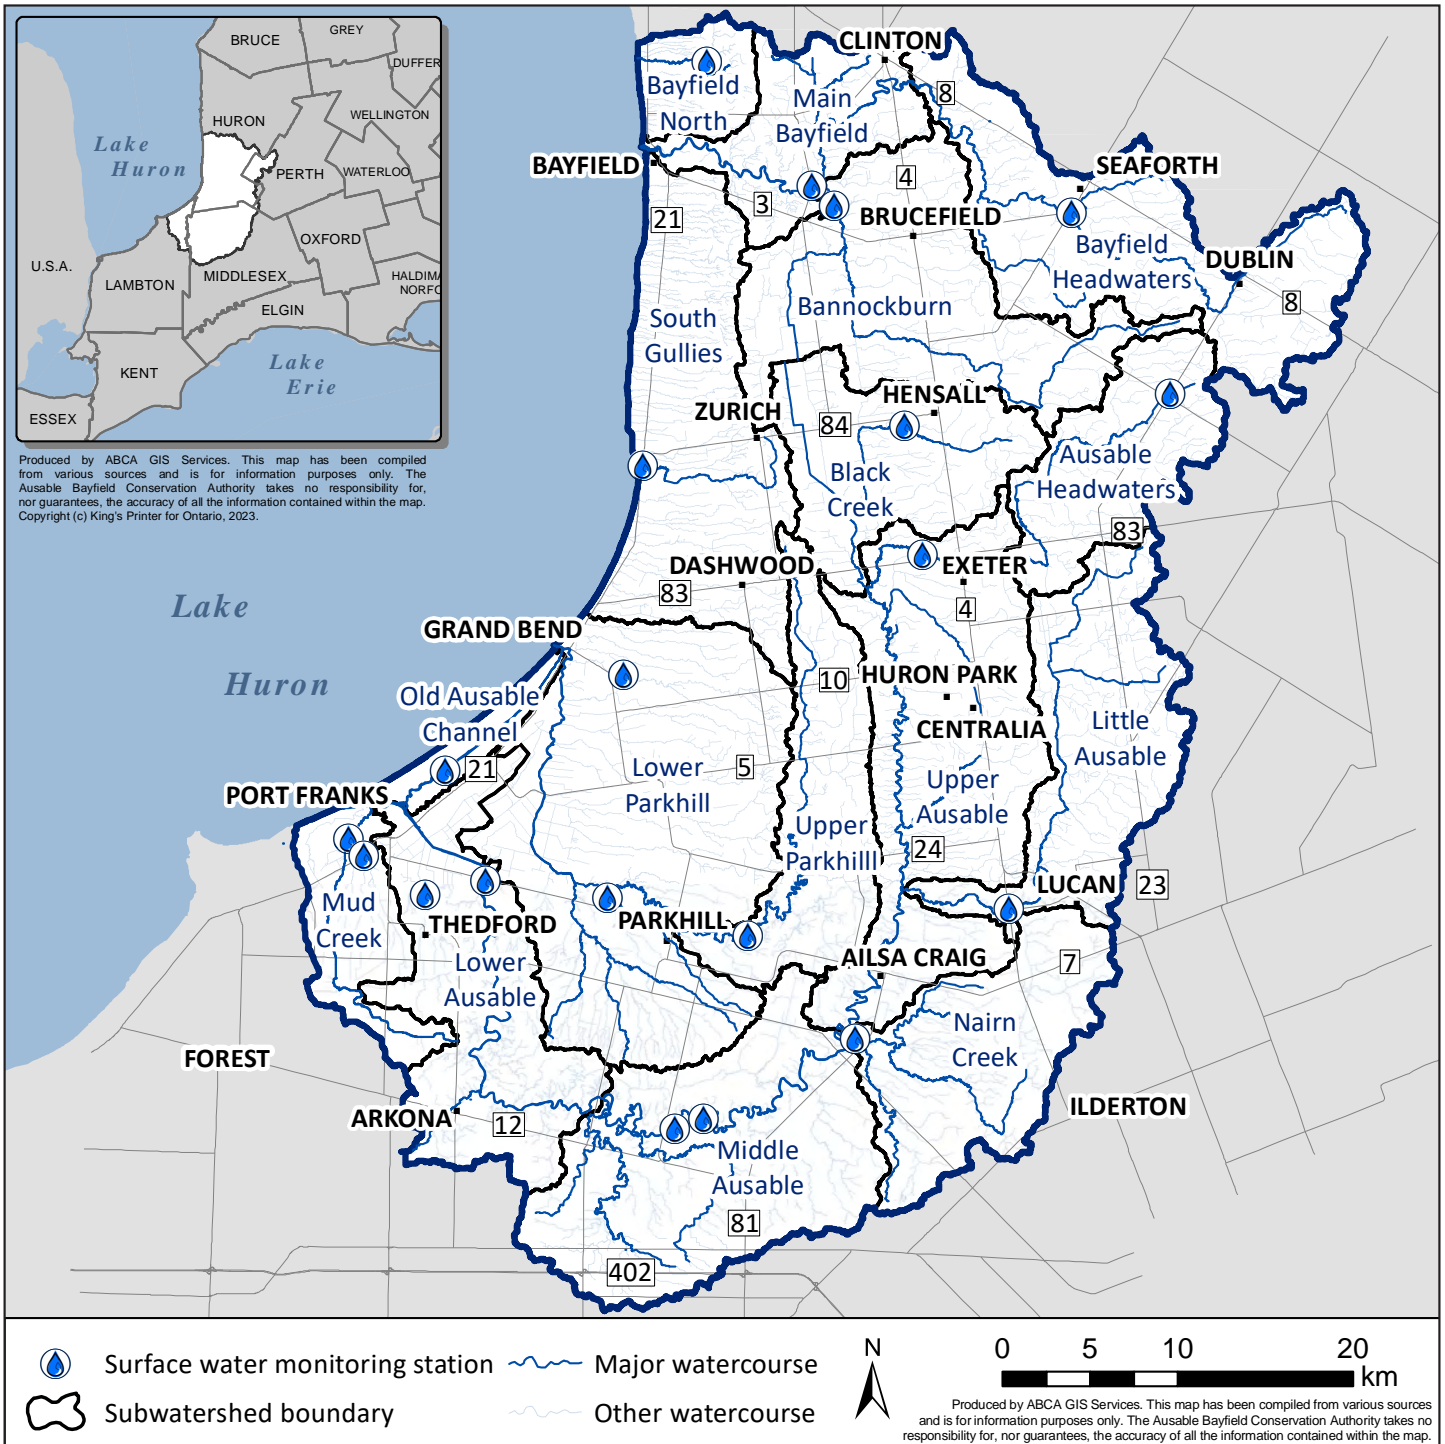 BRUCE
GREY
DUFFER
HURON
WELLINGTON
Lake
Huron
PERTH
WATERLOO
OXFORD
U.S.A.
LAMBTON
MIDDLESEX
HALDIMA
NORFO
ELGIN
Lake
Erie
KENT
ESSEX
Produced by ABCA GIS Services. This map has been compiled
from various sources and is for information purposes only. The
Ausable Bayfield Conservation Authority takes no responsibility for,
nor guarantees, the accuracy of all the information contained within the map.
Copyright (c) King's Printer for Ontario, 2023.
CLINTON
Bayfield
North
Main
Bayfield
8
BAYFIELD
SEAFORTH
4
3
21
BRUCEFIELD
Bayfield
Headwaters
DUBLIN
8
South
Gullies
Bannockburn
HENSALL
ZURICH
84
Black
Creek
Ausable
Headwaters
83
DASHWOOD
EXETER
83
4
Lake
Huron
GRAND BEND
Old Ausable
Channel
10
HURON PARK
CENTRALIA
Little
Ausable
21
Lower
Parkhill
5
Upper
Ausable
PORT FRANKS
Upper
Parkhilll
24
LUCAN
23
Mud
Creek
THEDFORD
PARKHILL
AILSA CRAIG
7
Lower
Ausable
Nairn
Creek
FOREST
ARKONA
12
ILDERTON
Middle
Ausable
81
402
Surface water monitoring station
Major watercourse
Subwatershed boundary
Other watercourse
N
0 5 10 20
km
Produced by ABCA GIS Services. This map has been compiled from various sources
and is for information purposes only. The Ausable Bayfield Conservation Authority takes no
responsibility for, nor guarantees, the accuracy of all the information contained within the map.